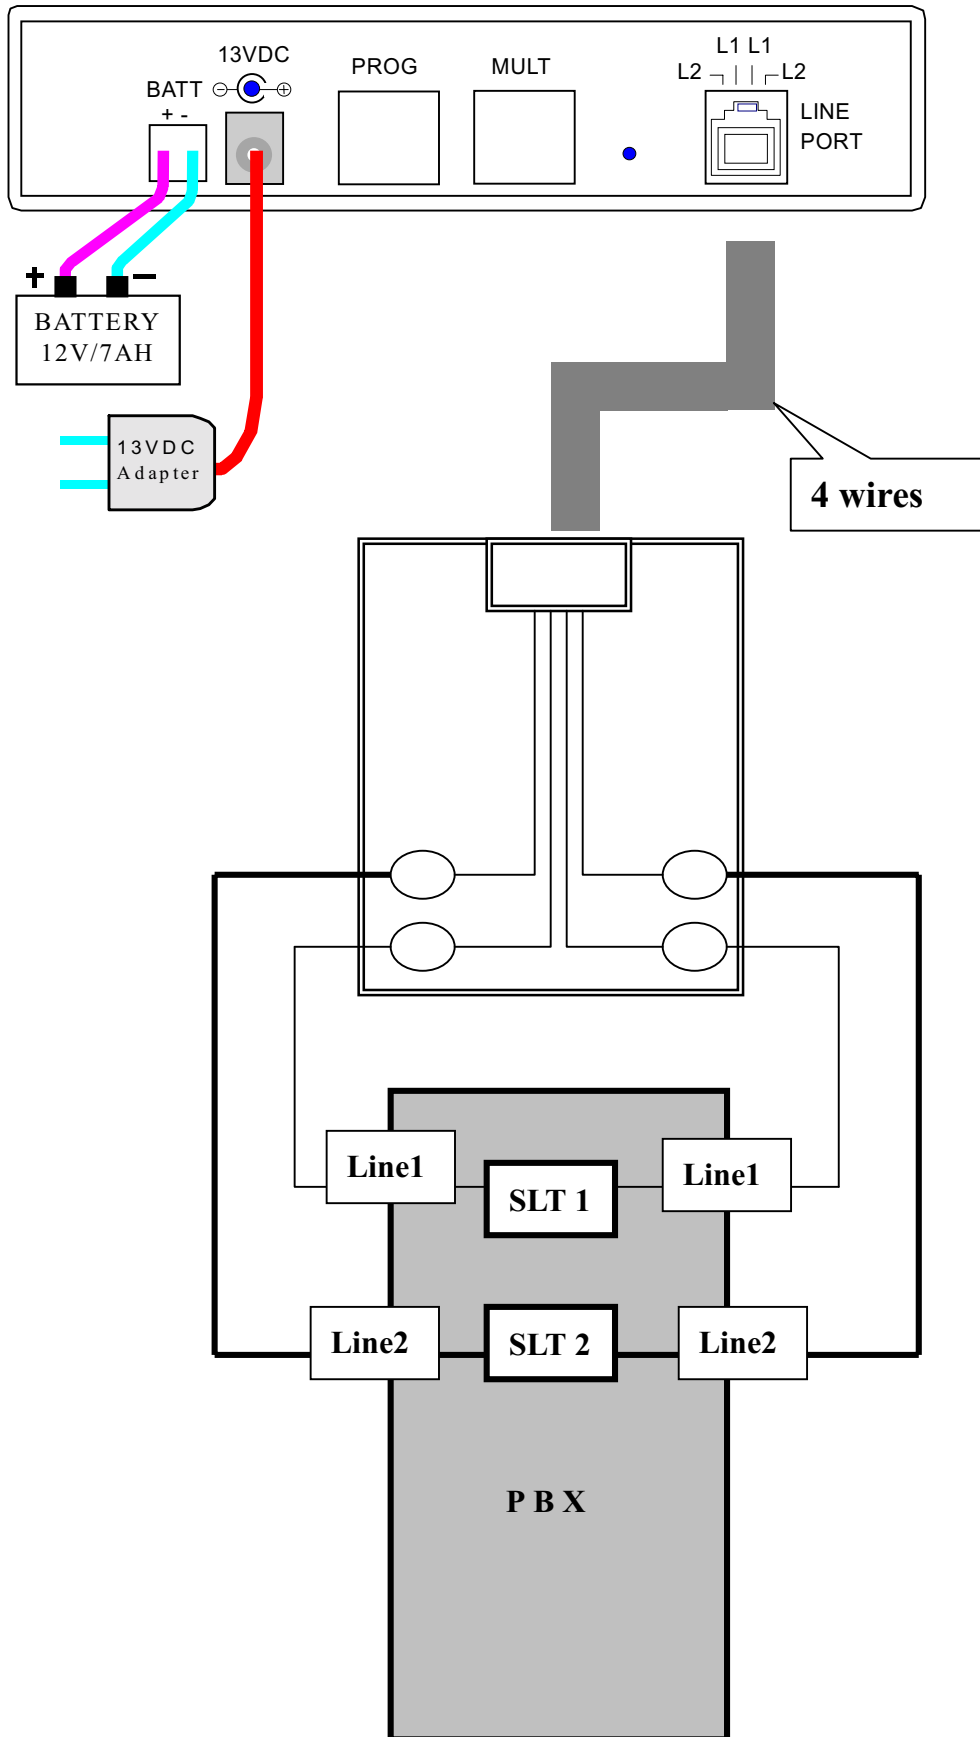 L1 L1
13VDC
PROG
MULT
L2
L2
BATT
⊖ ⊕
+ -
LINE
PORT
+ −
BATTERY
12V/7AH
13VDC
Adapter
4 wires
Line1
Line1
SLT 1
Line2
SLT 2
Line2
P B X